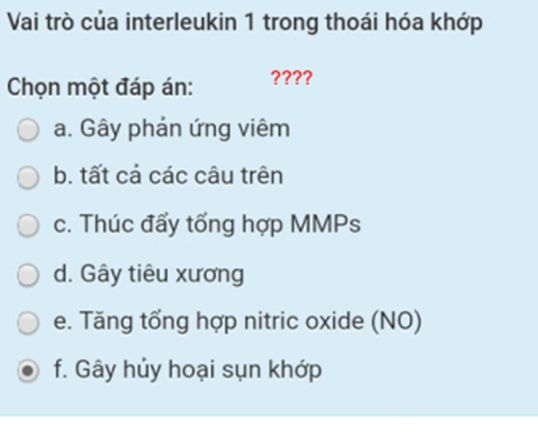 Vai trò của interleukin 1 trong thoái hóa khớp
Chọn một đáp án:
????
a. Gây phản ứng viêm
b. tất cả các câu trên
c. Thúc đẩy tổng hợp MMPs
d. Gây tiêu xương
e. Tăng tổng hợp nitric oxide (NO)
f. Gây hủy hoại sụn khớp